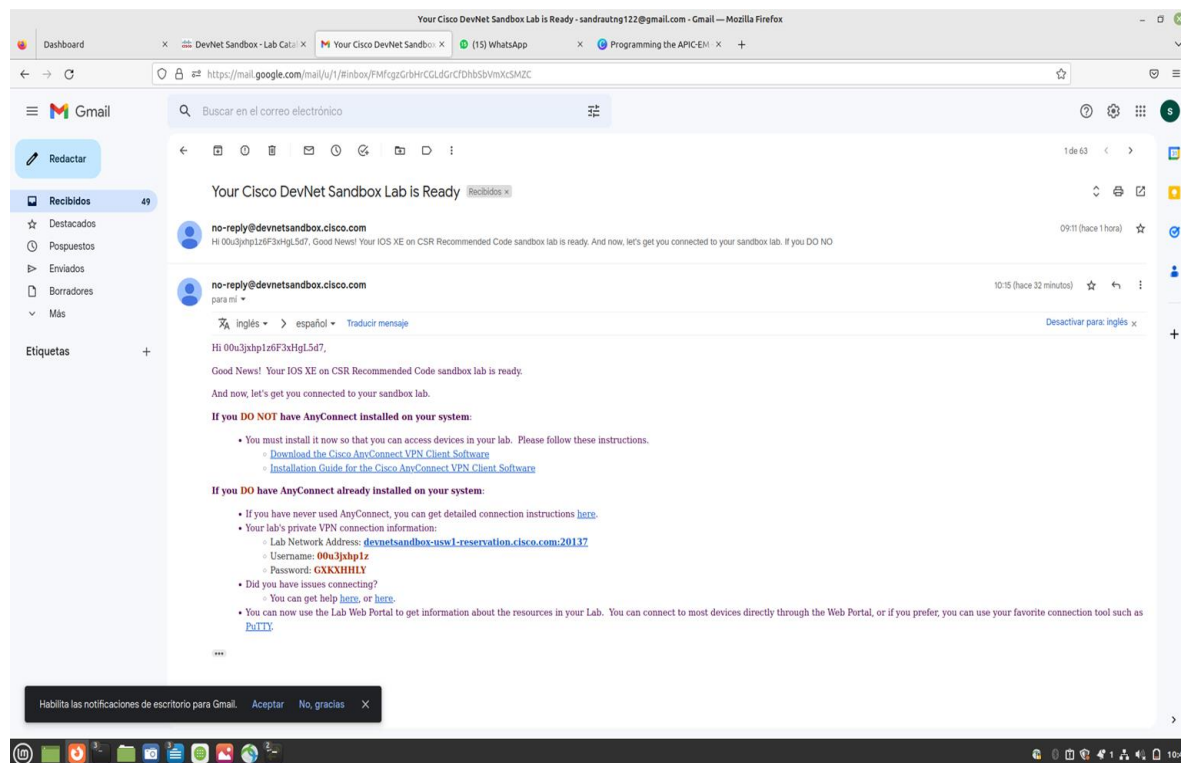 Your Cisco DevNet Sandbox Lab is Ready - sandrautng122@gmail.com - Gmail — Mozilla Firefox
Dashboard
DevNet Sandbox - Lab Catal
Your Cisco DevNet Sandbox
(15) WhatsApp
Programming the APIC-EM
https://mail.google.com/mail/u/1/#inbox/FMfcgzGrbHrCGLdGrCfDhbSbVmXcSMZC
Gmail
Buscar en el correo electrónico
S
Redactar
1 de 63
Recibidos 49
Destacados
Pospuestos
Enviados
Borradores
Más
Etiquetas
Your Cisco DevNet Sandbox Lab is Ready Recibidos x
no-reply@devnetsandbox.cisco.com 09:11 (hace 1 hora)
Hi 00u3jxhp1z6F3xHgL5d7, Good News! Your IOS XE on CSR Recommended Code sandbox lab is ready. And now, let's get you connected to your sandbox lab. If you DO NO
no-reply@devnetsandbox.cisco.com 10:15 (hace 32 minutos)
para mí
inglés español Traducir mensaje Desactivar para: inglés x
Hi 00u3jxhp1z6F3xHgL5d7,
Good News! Your IOS XE on CSR Recommended Code sandbox lab is ready.
And now, let's get you connected to your sandbox lab.
If you DO NOT have AnyConnect installed on your system:
• You must install it now so that you can access devices in your lab. Please follow these instructions.
◦ Download the Cisco AnyConnect VPN Client Software
◦ Installation Guide for the Cisco AnyConnect VPN Client Software
If you DO have AnyConnect already installed on your system:
• If you have never used AnyConnect, you can get detailed connection instructions here.
• Your lab's private VPN connection information:
◦ Lab Network Address: devnetsandbox-usw1-reservation.cisco.com:20137
◦ Username: 00u3jxhp1z
◦ Password: GXKXHHLY
• Did you have issues connecting?
◦ You can get help here, or here.
• You can now use the Lab Web Portal to get information about the resources in your Lab. You can connect to most devices directly through the Web Portal, or if you prefer, you can use your favorite connection tool such as
PuTTY.
Habilita las notificaciones de escritorio para Gmail. Aceptar No, gracias X